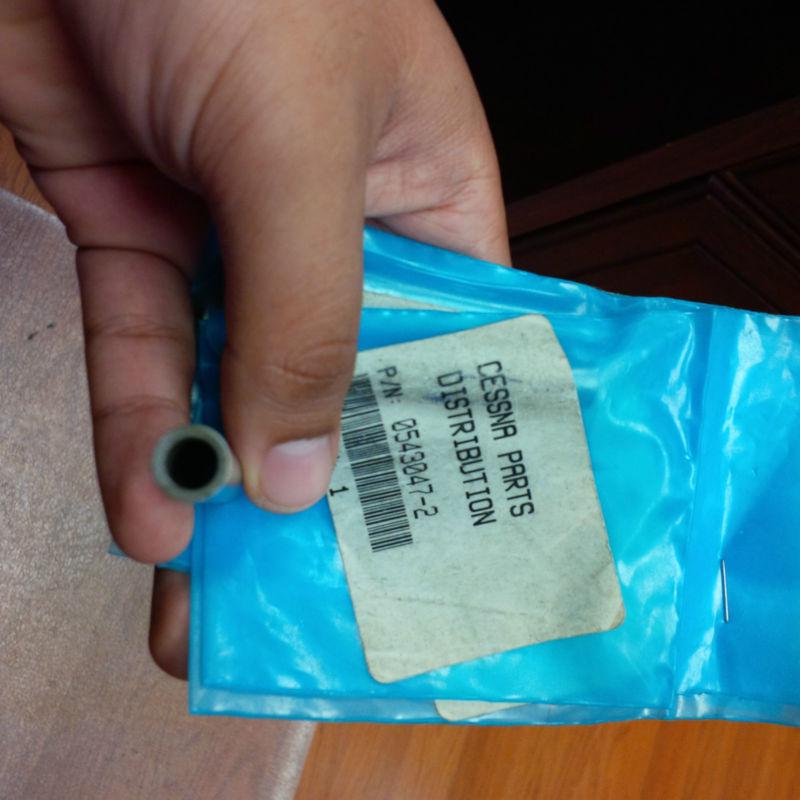 CESSNA PARTS
DISTRIBUTION
P/N: 0543047-2
1